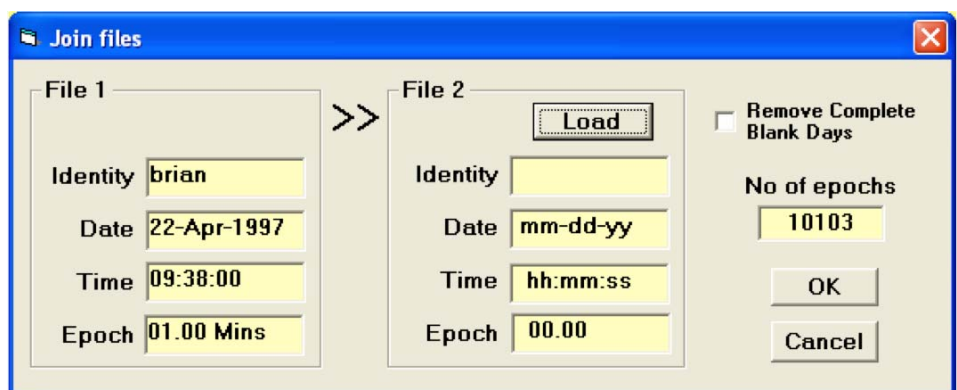 Join files
File 1
Identity brian
Date 22-Apr-1997
Time 09:38:00
Epoch 01.00 Mins
>>
File 2
Load
Identity
Date mm-dd-yy
Time hh:mm:ss
Epoch 00.00
Remove Complete
Blank Days
No of epochs
10103
OK
Cancel